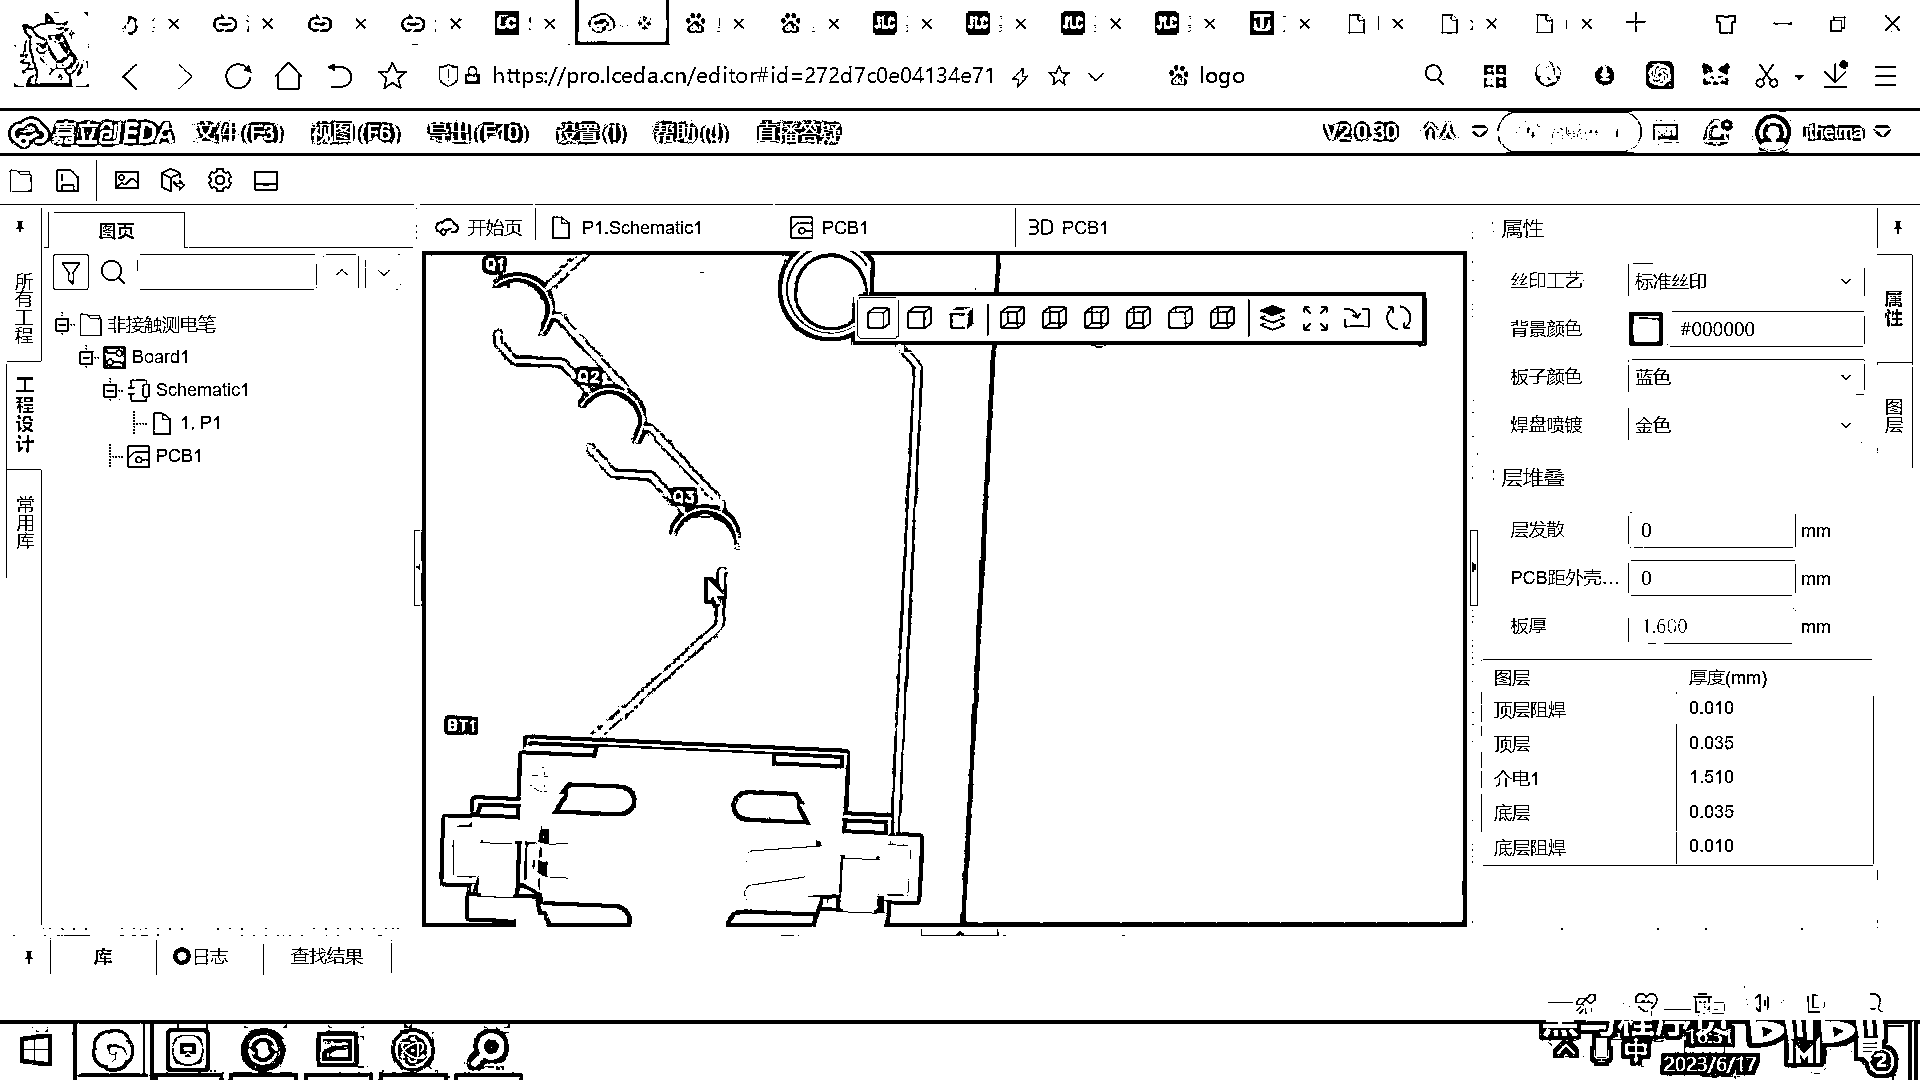 https://pro.lceda.cn/editor#id=272d7c0e04134e71
logo
嘉立创EDA
文件(F3)
视图(F6)
导出(F10)
设置(I)
直播答疑
V2.0.30
个人
图页
开始页
P1.Schematic1
PCB1
3D PCB1
属性
所有工程
工程设计
常用库
非接触测电笔
Board1
Schematic1
1. P1
PCB1
Q1
Q2
Q3
BT1
丝印工艺
标准丝印
背景颜色
#000000
板子颜色
蓝色
焊盘喷镀
金色
层堆叠
层发散
0
mm
PCB距外壳...
0
mm
板厚
1.600
mm
图层
厚度(mm)
顶层阻焊
0.010
顶层
0.035
介电1
1.510
底层
0.035
底层阻焊
0.010
属性
图层
库
日志
查找结果
中
2023/6/17
2